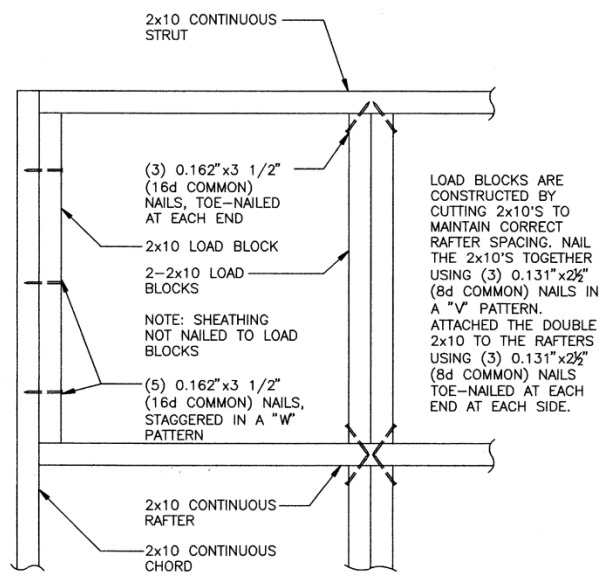 2x10 CONTINUOUS
STRUT
(3) 0.162"x3 1/2"
(16d COMMON)
NAILS, TOE-NAILED
AT EACH END
2x10 LOAD BLOCK
2-2x10 LOAD
BLOCKS
NOTE: SHEATHING
NOT NAILED TO LOAD
BLOCKS
(5) 0.162"x3 1/2"
(16d COMMON) NAILS,
STAGGERED IN A "W"
PATTERN
2x10 CONTINUOUS
RAFTER
2x10 CONTINUOUS
CHORD
LOAD BLOCKS ARE
CONSTRUCTED BY
CUTTING 2x10'S TO
MAINTAIN CORRECT
RAFTER SPACING. NAIL
THE 2x10'S TOGETHER
USING (3) 0.131"x2½"
(8d COMMON) NAILS IN
A "V" PATTERN.
ATTACHED THE DOUBLE
2x10 TO THE RAFTERS
USING (3) 0.131"x2½"
(8d COMMON) NAILS
TOE-NAILED AT EACH
END AT EACH SIDE.